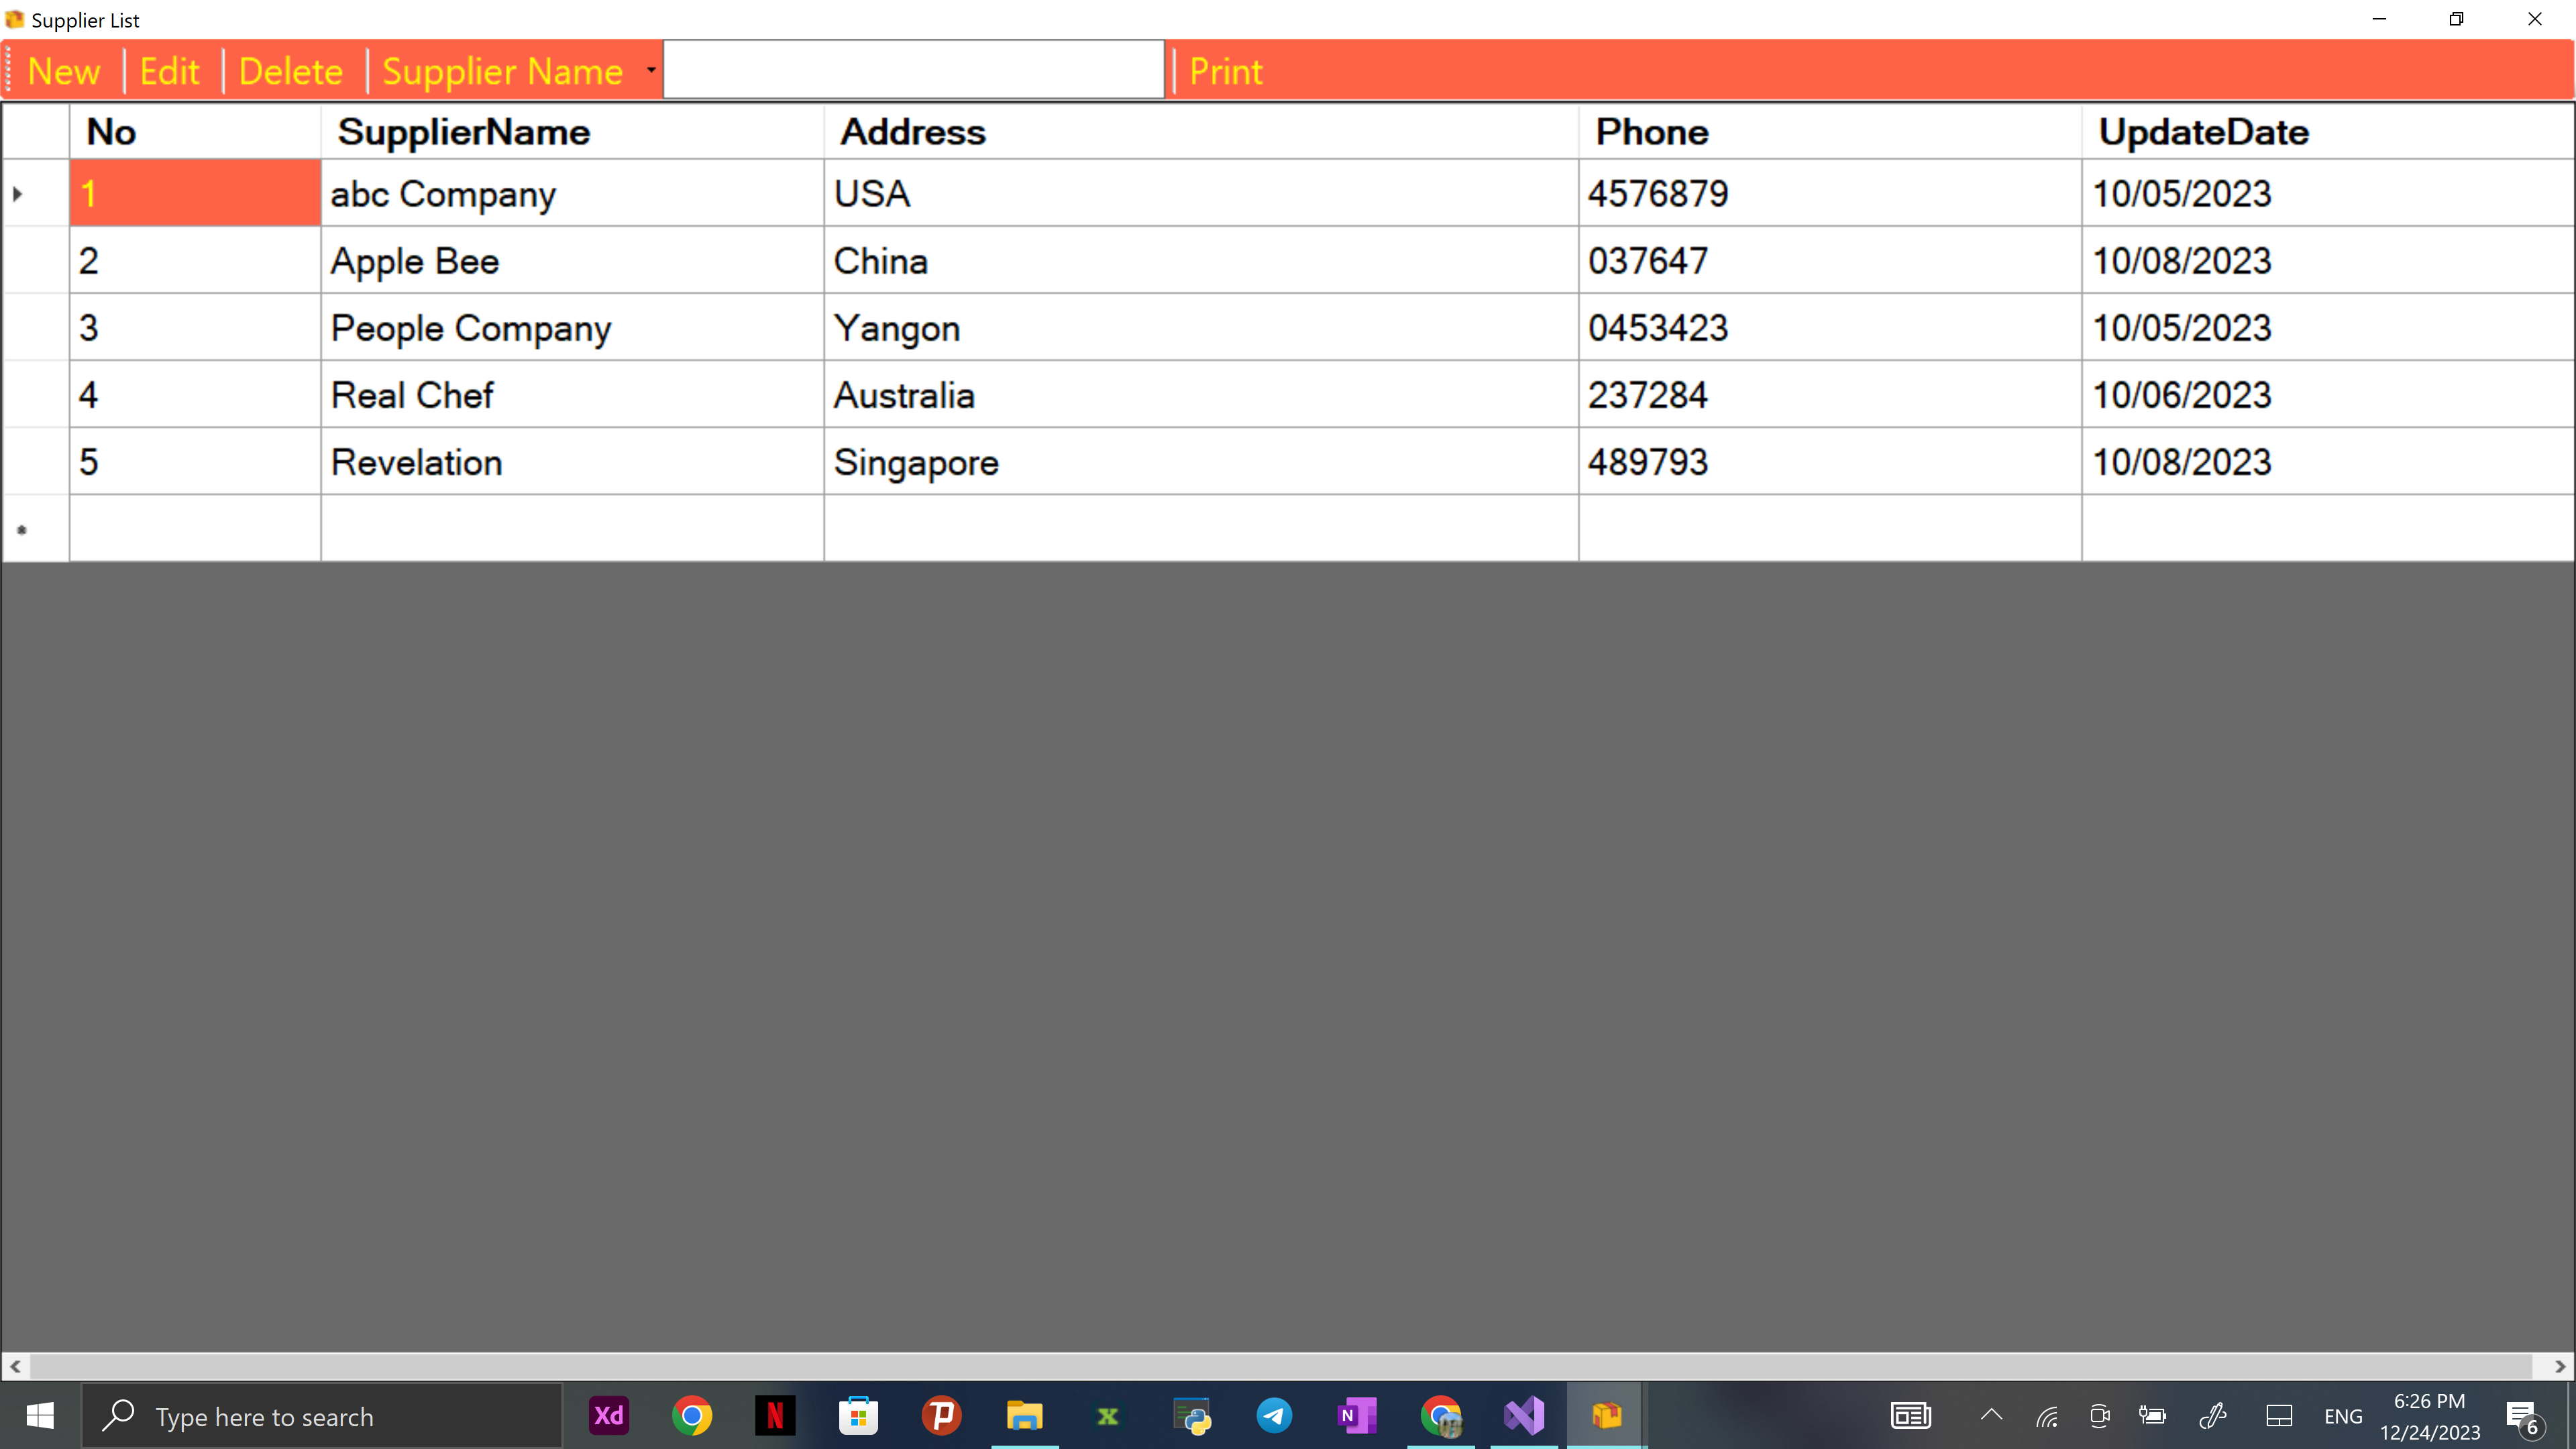 Supplier List
New Edit Delete Supplier Name Print
No SupplierName Address Phone UpdateDate
1 abc Company USA 4576879 10/05/2023
2 Apple Bee China 037647 10/08/2023
3 People Company Yangon 0453423 10/05/2023
4 Real Chef Australia 237284 10/06/2023
5 Revelation Singapore 489793 10/08/2023
Type here to search Xd N P X N ENG 6:26 PM
12/24/2023 6